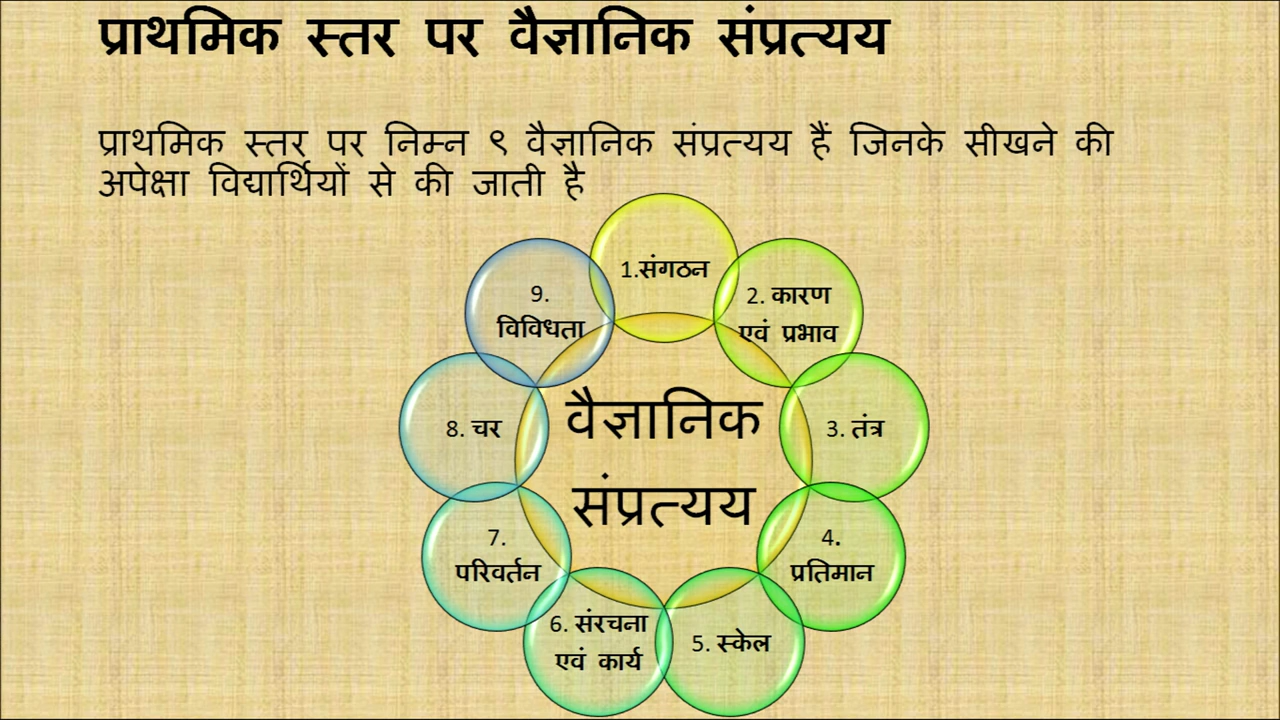 प्राथमिक स्तर पर वैज्ञानिक संप्रत्यय
प्राथमिक स्तर पर निम्न ९ वैज्ञानिक संप्रत्यय हैं जिनके सीखने की
अपेक्षा विद्यार्थियों से की जाती है
1.संगठन
2. कारण
एवं प्रभाव
3. तंत्र
4.
प्रतिमान
5. स्केल
6. संरचना
एवं कार्य
7.
परिवर्तन
8. चर
9.
विविधता
वैज्ञानिक
संप्रत्यय